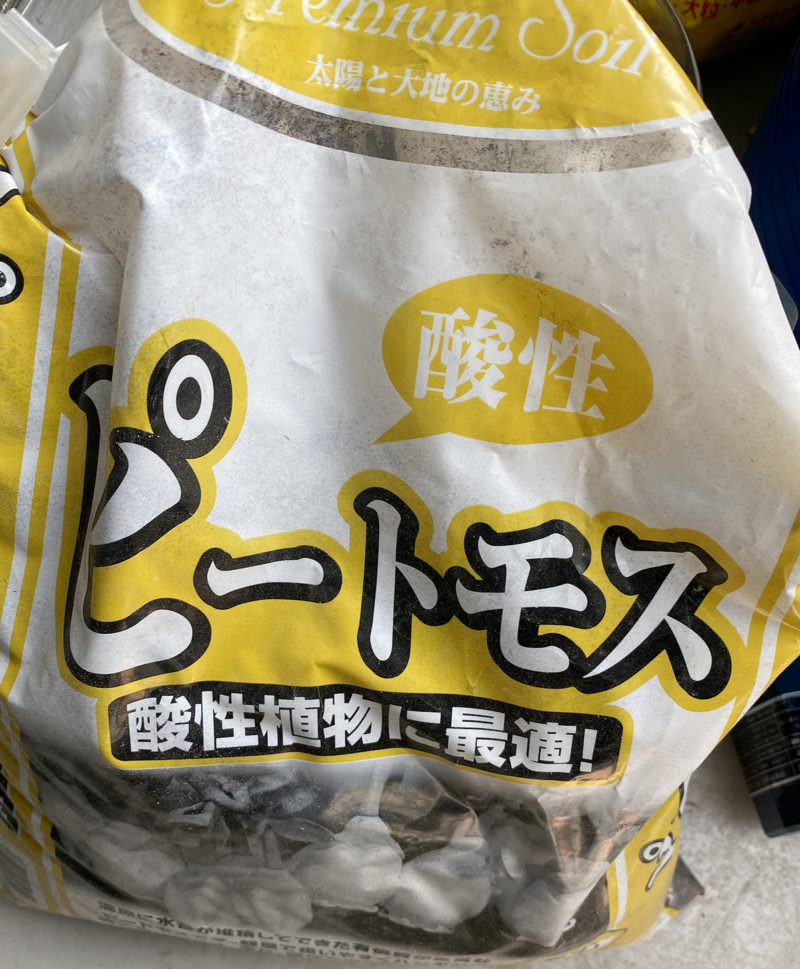 Premium Soil
太陽と大地の恵み
酸性
ピートモス
酸性植物に最適!